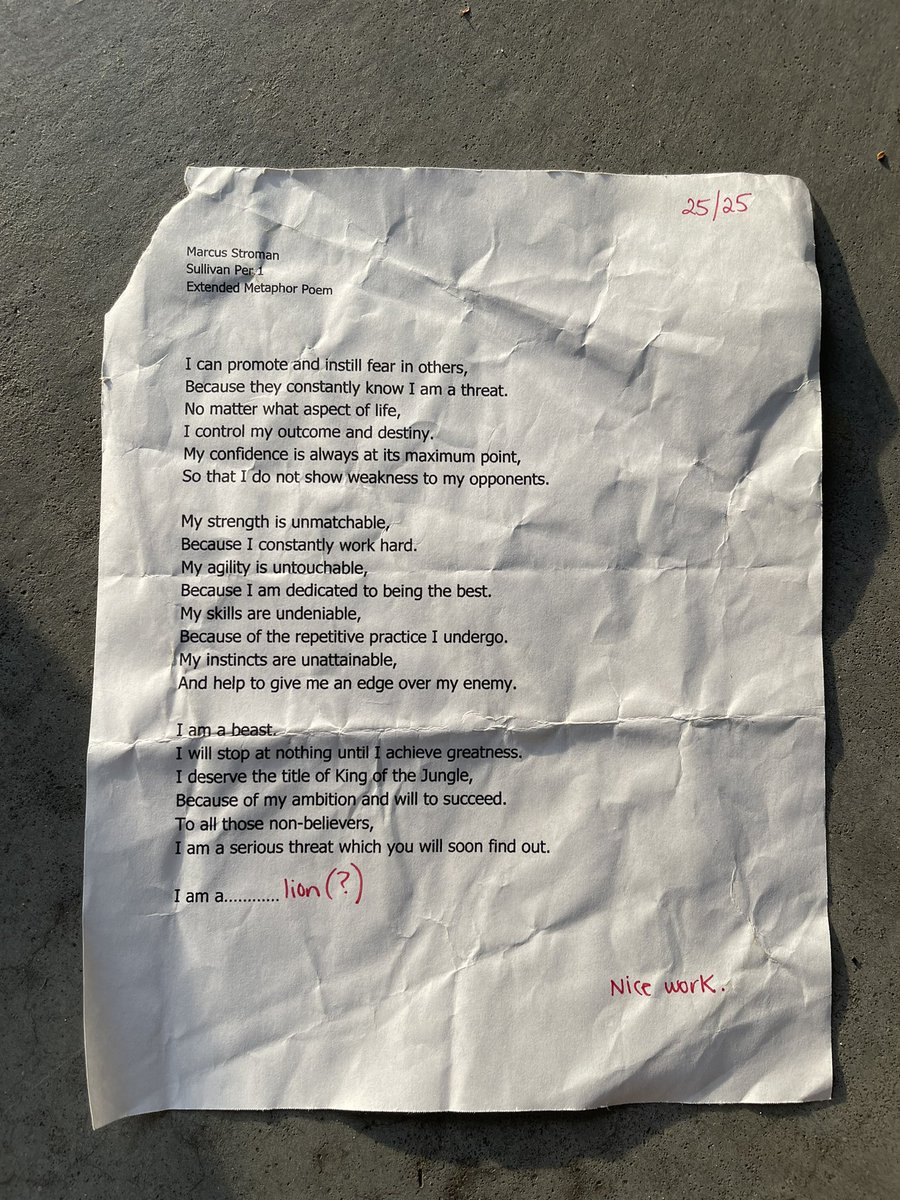 25/25
Marcus Stroman
Sullivan Per 1
Extended Metaphor Poem
I can promote and instill fear in others,
Because they constantly know I am a threat.
No matter what aspect of life,
I control my outcome and destiny.
My confidence is always at its maximum point,
So that I do not show weakness to my opponents.
My strength is unmatchable,
Because I constantly work hard.
My agility is untouchable,
Because I am dedicated to being the best.
My skills are undeniable,
Because of the repetitive practice I undergo.
My instincts are unattainable,
And help to give me an edge over my enemy.
I am a beast.
I will stop at nothing until I achieve greatness.
I deserve the title of King of the Jungle,
Because of my ambition and will to succeed.
To all those non-believers,
I am a serious threat which you will soon find out.
I am a............ lion (?)
Nice work.